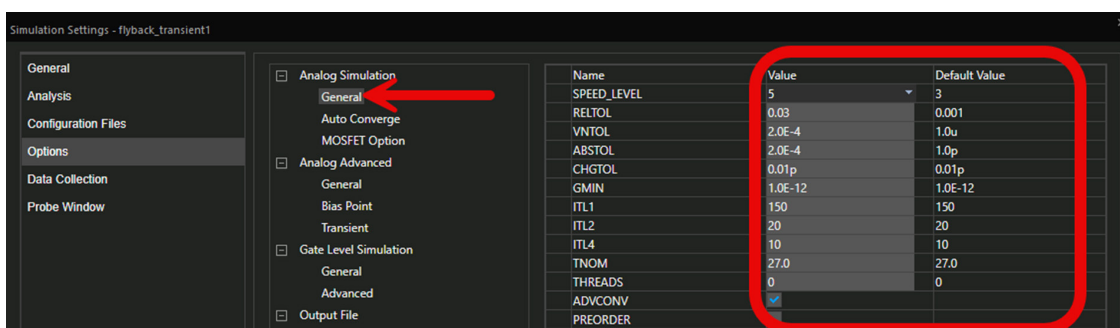 Simulation Settings - flyback_transient1
General
Analysis
Configuration Files
Options
Data Collection
Probe Window
Analog Simulation
General
Auto Converge
MOSFET Option
Analog Advanced
General
Bias Point
Transient
Gate Level Simulation
General
Advanced
Output File
Name Value Default Value
SPEED_LEVEL 5 3
RELTOL 0.03 0.001
VNTOL 2.0E-4 1.0u
ABSTOL 2.0E-4 1.0p
CHGTOL 0.01p 0.01p
GMIN 1.0E-12 1.0E-12
ITL1 150 150
ITL2 20 20
ITL4 10 10
TNOM 27.0 27.0
THREADS 0 0
ADVCONV
PREORDER